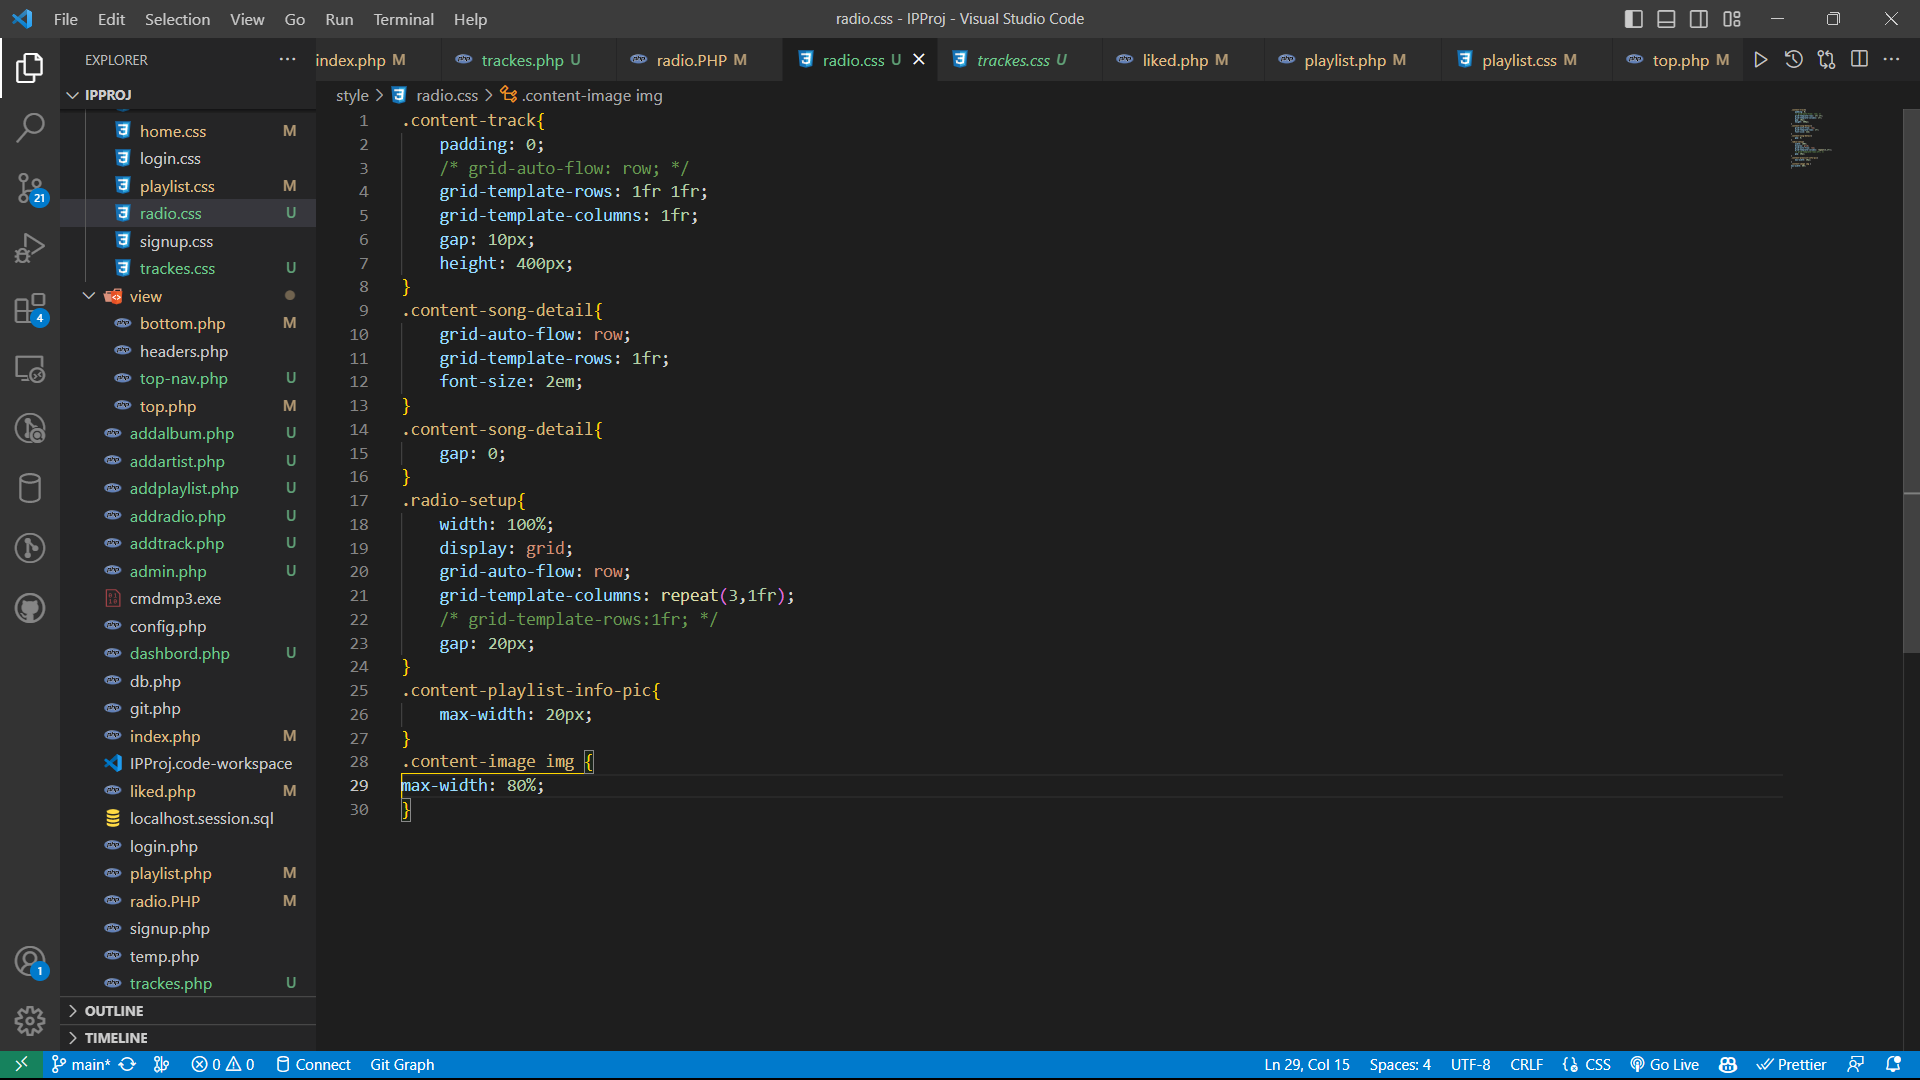 File Edit Selection View Go Run Terminal Help
radio.css - IPProj - Visual Studio Code
EXPLORER
index.php M
trackes.php U
radio.PHP M
radio.css U
trackes.css U
liked.php M
playlist.php M
playlist.css M
top.php M
IPPROJ
style > radio.css > .content-image img
home.css M
login.css
playlist.css M
radio.css U
signup.css
trackes.css U
view
bottom.php M
headers.php
top-nav.php U
top.php M
addalbum.php U
addartist.php U
addplaylist.php U
addradio.php U
addtrack.php U
admin.php U
cmdmp3.exe
config.php
dashbord.php U
db.php
git.php
index.php M
IPProj.code-workspace
liked.php M
localhost.session.sql
login.php
playlist.php M
radio.PHP M
signup.php
temp.php
trackes.php U
OUTLINE
TIMELINE
21
4
1
1 .content-track{
2 padding: 0;
3 /* grid-auto-flow: row; */
4 grid-template-rows: 1fr 1fr;
5 grid-template-columns: 1fr;
6 gap: 10px;
7 height: 400px;
8 }
9 .content-song-detail{
10 grid-auto-flow: row;
11 grid-template-rows: 1fr;
12 font-size: 2em;
13 }
14 .content-song-detail{
15 gap: 0;
16 }
17 .radio-setup{
18 width: 100%;
19 display: grid;
20 grid-auto-flow: row;
21 grid-template-columns: repeat(3,1fr);
22 /* grid-template-rows:1fr; */
23 gap: 20px;
24 }
25 .content-playlist-info-pic{
26 max-width: 20px;
27 }
28 .content-image img {
29 max-width: 80%;
30 }
main* 0 0 Connect Git Graph
Ln 29, Col 15 Spaces: 4 UTF-8 CRLF CSS Go Live Prettier